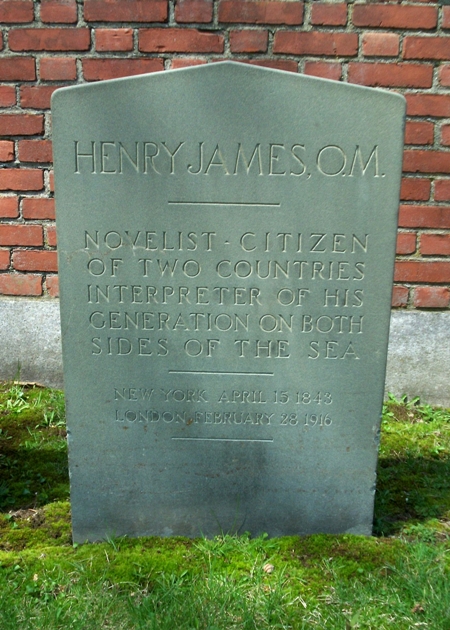 HENRY JAMES, O.M.
NOVELIST · CITIZEN
OF TWO COUNTRIES
INTERPRETER OF HIS
GENERATION ON BOTH
SIDES OF THE SEA
NEW YORK APRIL 15 1843
LONDON FEBRUARY 28 1916